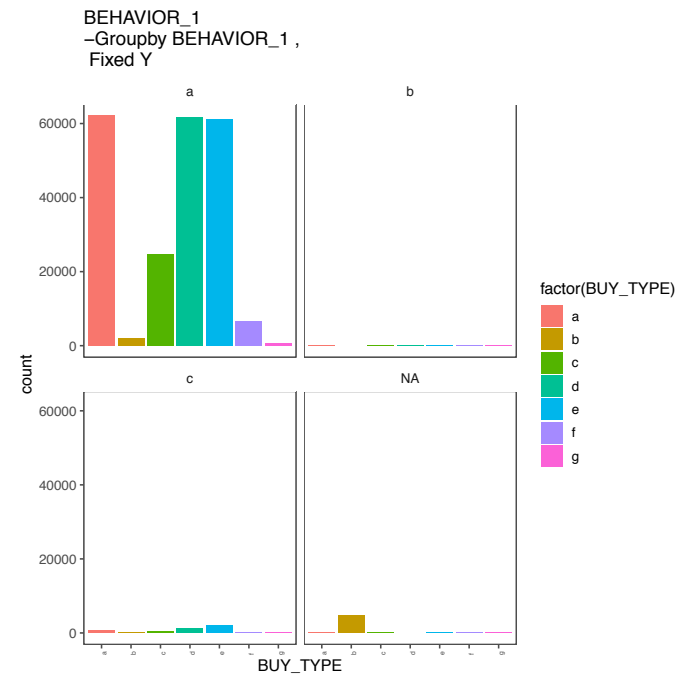 BEHAVIOR_1
−Groupby BEHAVIOR_1 ,
Fixed Y
a
b
60000
40000
20000
0
c
NA
60000
40000
20000
0
count
a b c d e f g
a b c d e f g
BUY_TYPE
factor(BUY_TYPE)
a
b
c
d
e
f
g